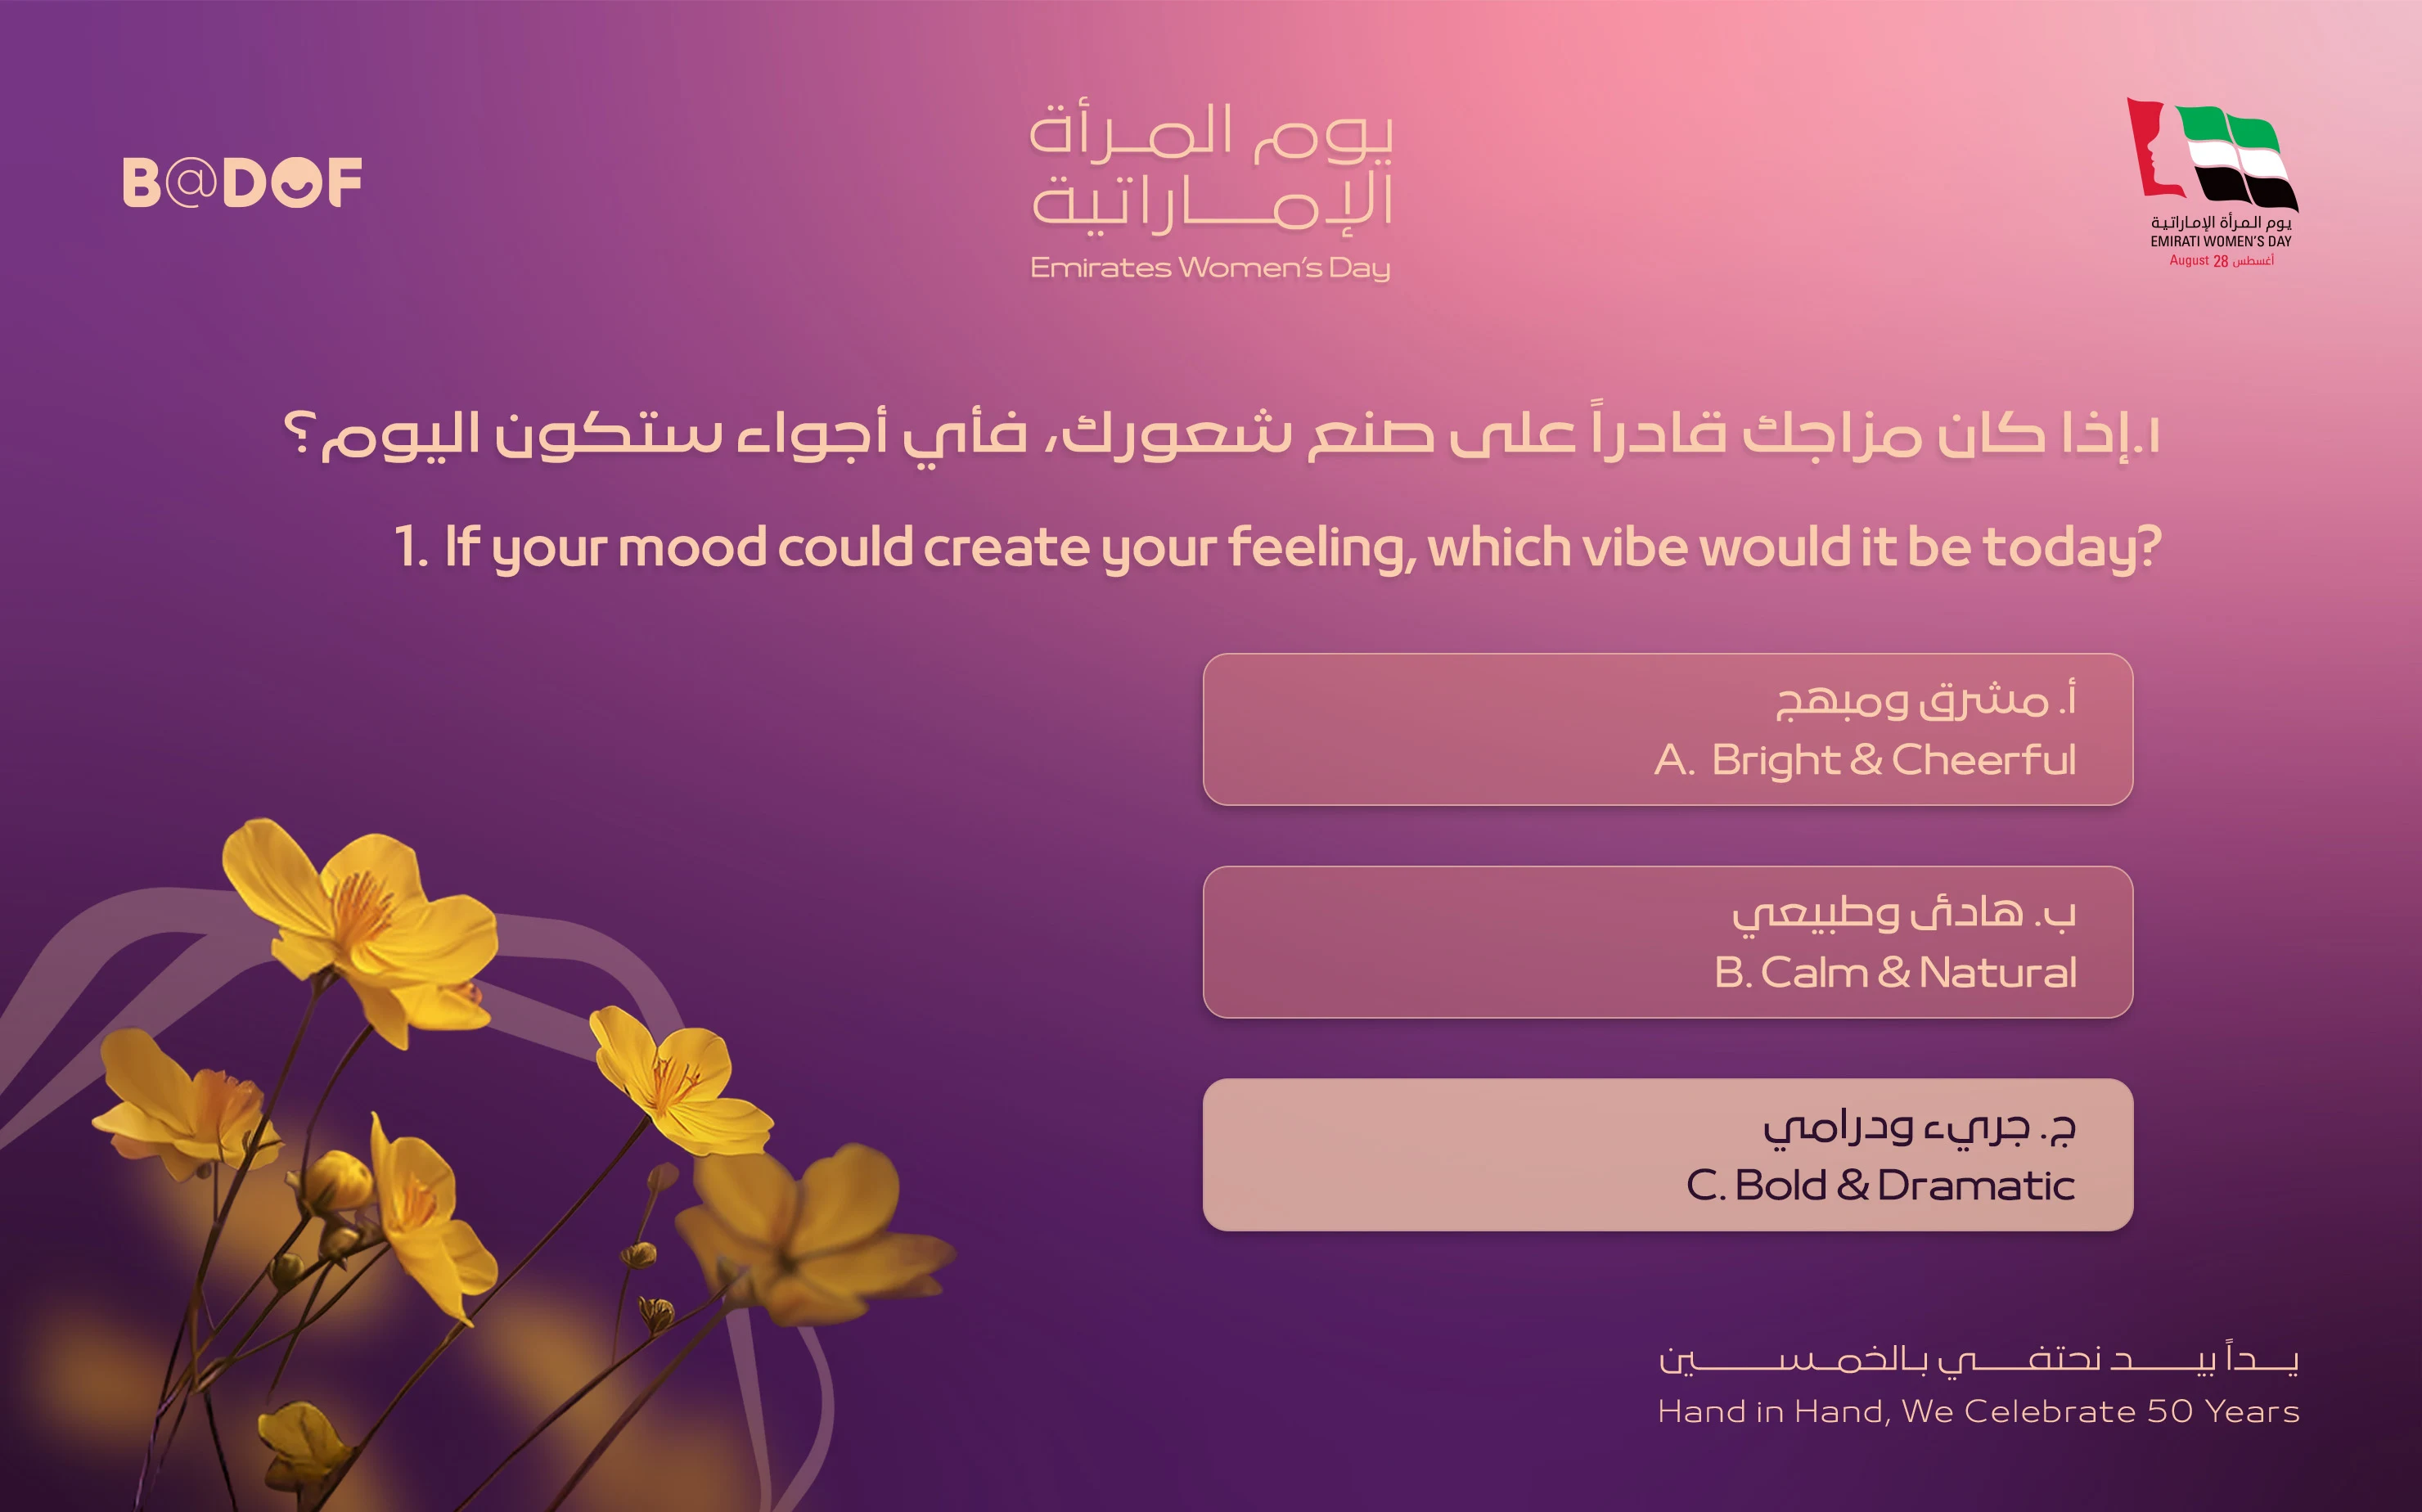 B@DOF
يوم المرأة
الإماراتية
Emirates Women's Day
يوم المرأة الإماراتية
EMIRATI WOMEN'S DAY
August 28 أغسطس
١.إذا كان مزاجك قادراً على صنع شعورك، فأي أجواء ستكون اليوم؟
1. If your mood could create your feeling, which vibe would it be today?
أ. مشرق ومبهج
A. Bright & Cheerful
ب. هادئ وطبيعي
B. Calm & Natural
ج. جريء ودرامي
C. Bold & Dramatic
يداً بيد نحتفي بالخمسين
Hand in Hand, We Celebrate 50 Years